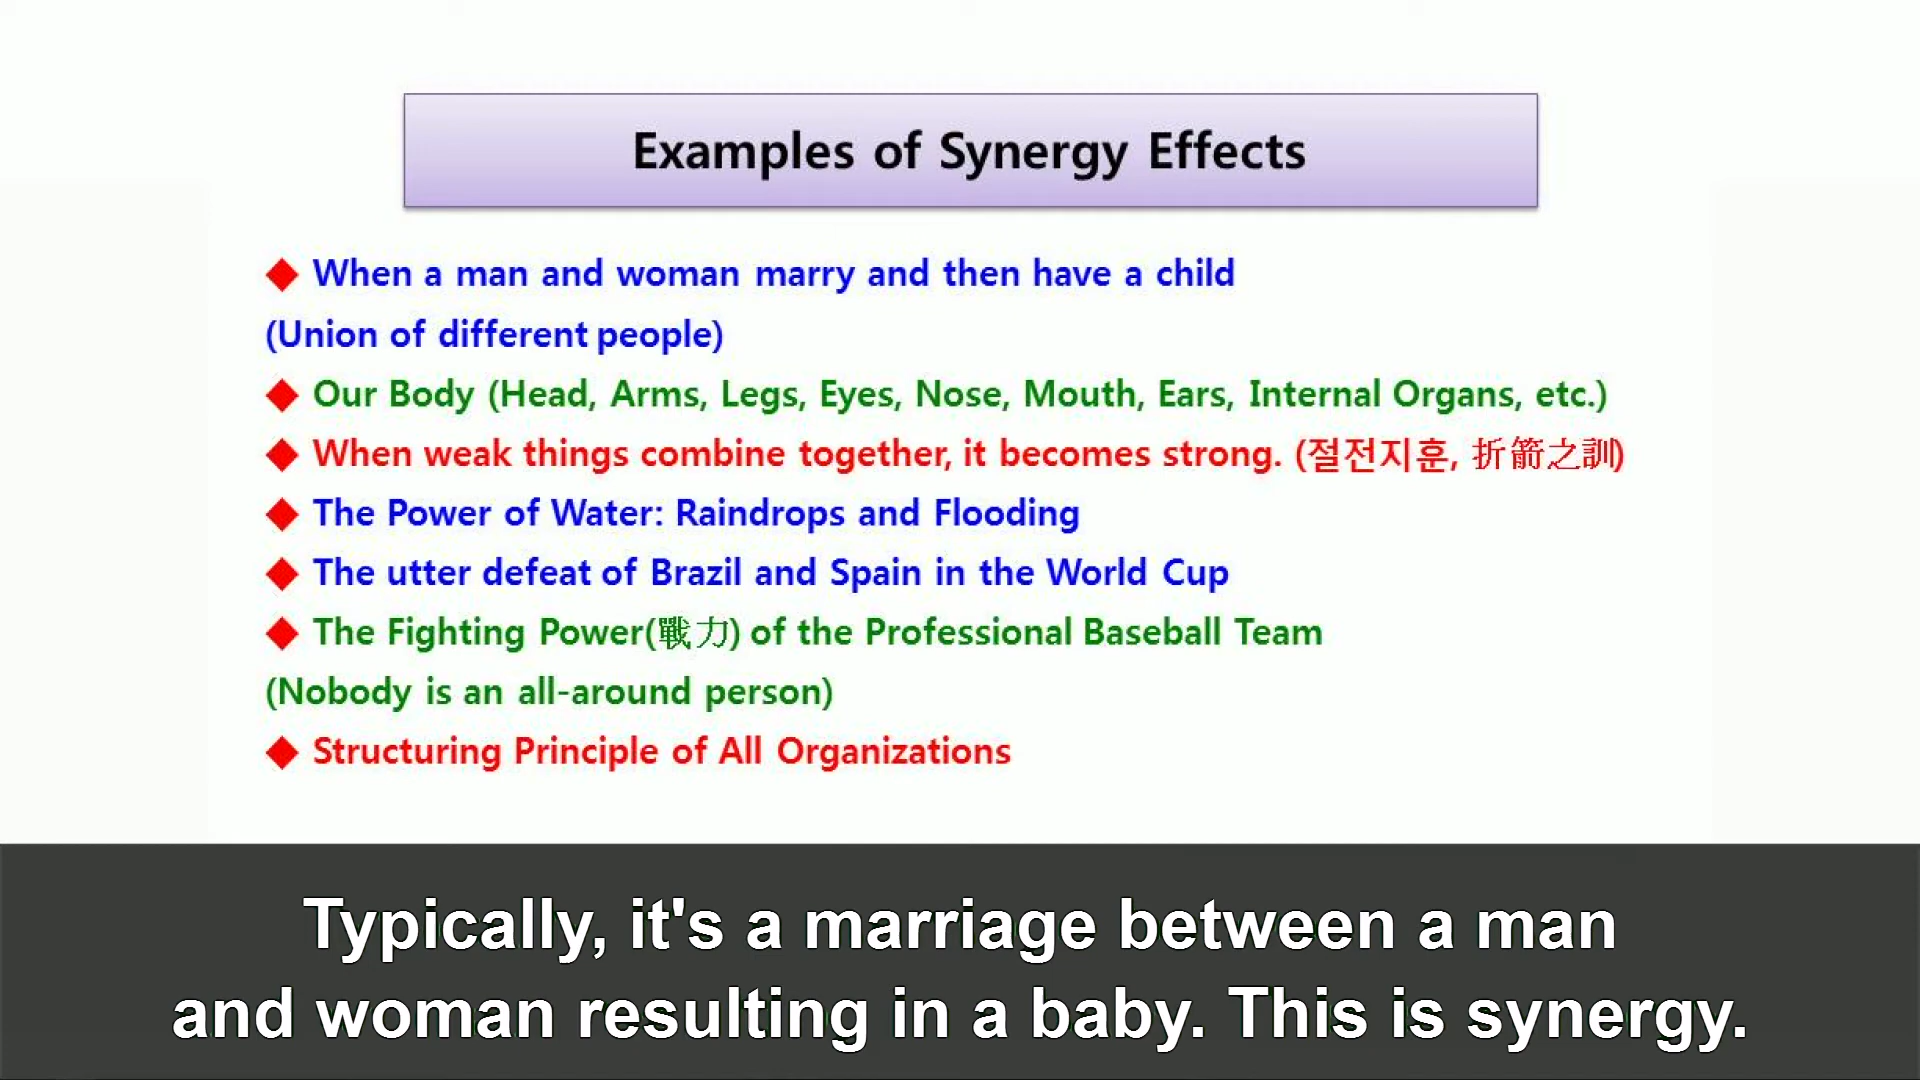 Examples of Synergy Effects
◆ When a man and woman marry and then have a child
(Union of different people)
◆ Our Body (Head, Arms, Legs, Eyes, Nose, Mouth, Ears, Internal Organs, etc.)
◆ When weak things combine together, it becomes strong. (절전지훈, 折箭之訓)
◆ The Power of Water: Raindrops and Flooding
◆ The utter defeat of Brazil and Spain in the World Cup
◆ The Fighting Power(戰力) of the Professional Baseball Team
(Nobody is an all-around person)
◆ Structuring Principle of All Organizations
Typically, it's a marriage between a man
and woman resulting in a baby. This is synergy.